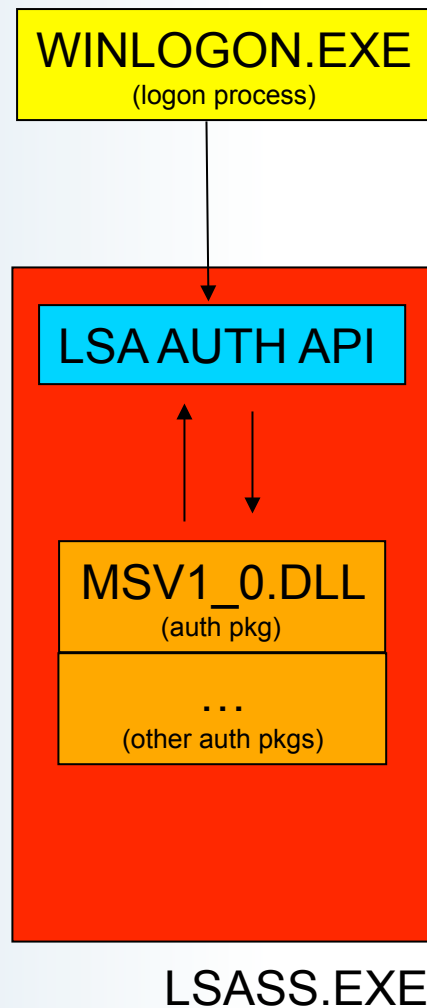 WINLOGON.EXE
(logon process)
LSA AUTH API
MSV1_0.DLL
(auth pkg)
...
(other auth pkgs)
LSASS.EXE